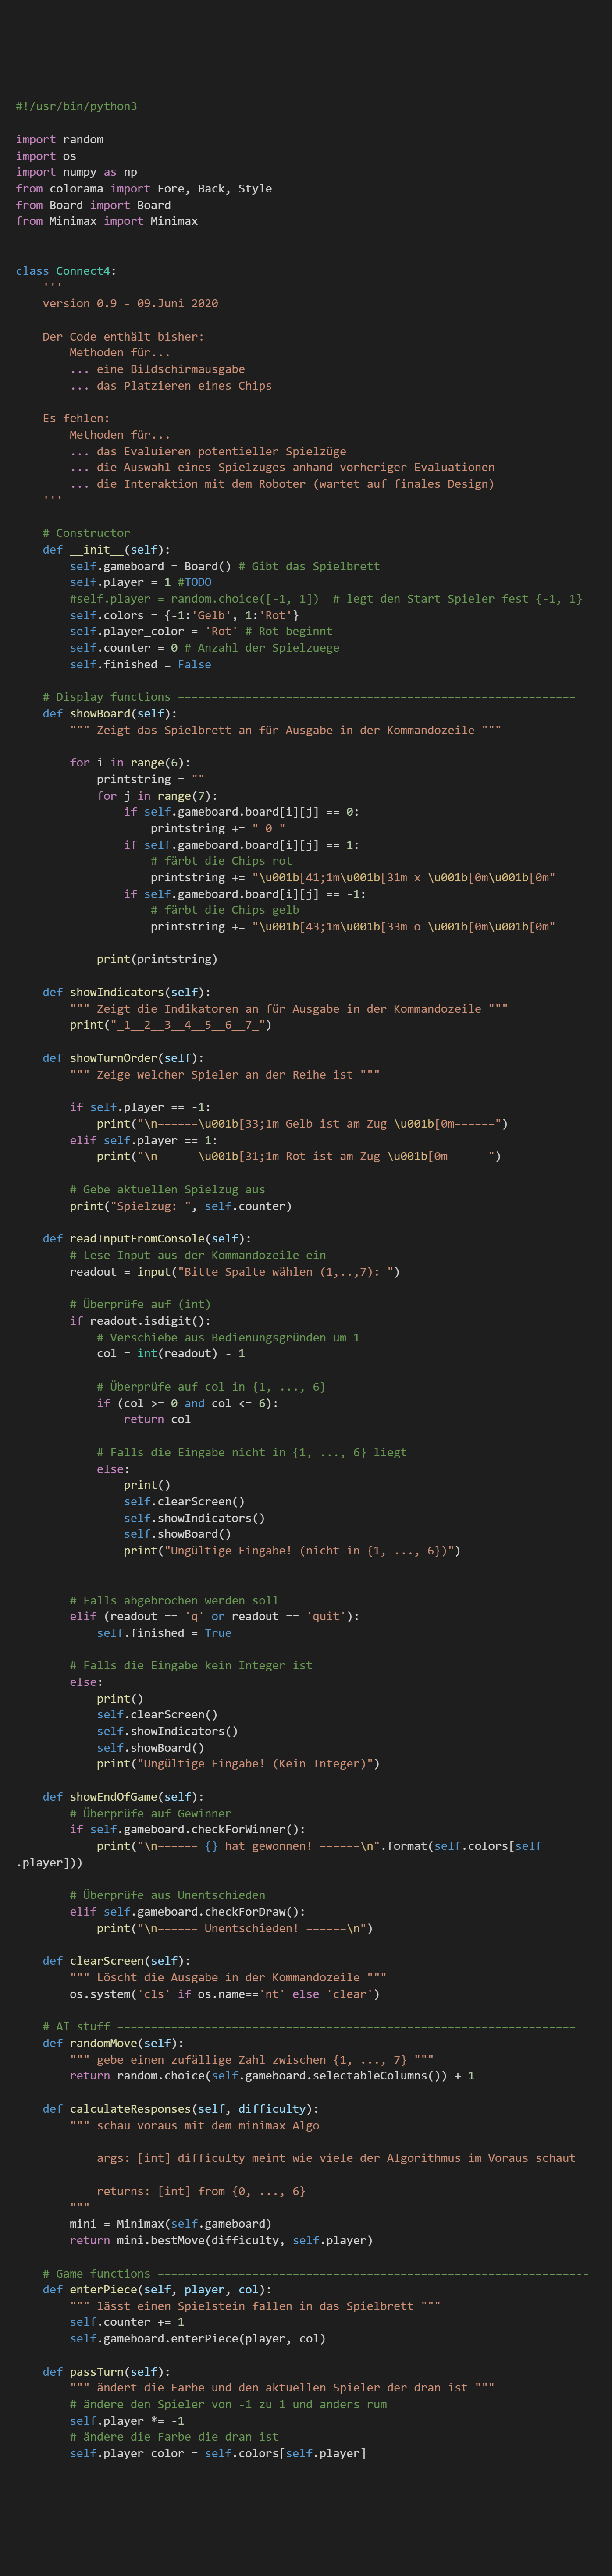 #!/usr/bin/python3
import random
import os
import numpy as np
from colorama import Fore, Back, Style
from Board import Board
from Minimax import Minimax
class Connect4:
    '''
    version 0.9 - 09.Juni 2020
    Der Code enthält bisher:
        Methoden für...
        ... eine Bildschirmausgabe
        ... das Platzieren eines Chips
    Es fehlen:
        Methoden für...
        ... das Evaluieren potentieller Spielzüge
        ... die Auswahl eines Spielzuges anhand vorheriger Evaluationen
        ... die Interaktion mit dem Roboter (wartet auf finales Design)
    '''
    # Constructor
    def __init__(self):
        self.gameboard = Board() # Gibt das Spielbrett
        self.player = 1 #TODO
        #self.player = random.choice([-1, 1])  # legt den Start Spieler fest {-1, 1}
        self.colors = {-1:'Gelb', 1:'Rot'}
        self.player_color = 'Rot' # Rot beginnt
        self.counter = 0 # Anzahl der Spielzuege
        self.finished = False
    # Display functions -----------------------------------------------------------
    def showBoard(self):
        """ Zeigt das Spielbrett an für Ausgabe in der Kommandozeile """
        for i in range(6):
            printstring = ""
            for j in range(7):
                if self.gameboard.board[i][j] == 0:
                    printstring += " 0 "
                if self.gameboard.board[i][j] == 1:
                    # färbt die Chips rot
                    printstring += "\u001b[41;1m\u001b[31m x \u001b[0m\u001b[0m"
                if self.gameboard.board[i][j] == -1:
                    # färbt die Chips gelb
                    printstring += "\u001b[43;1m\u001b[33m o \u001b[0m\u001b[0m"
            print(printstring)
    def showIndicators(self):
        """ Zeigt die Indikatoren an für Ausgabe in der Kommandozeile """
        print("_1__2__3__4__5__6__7_")
    def showTurnOrder(self):
        """ Zeige welcher Spieler an der Reihe ist """
        if self.player == -1:
            print("\n------\u001b[33;1m Gelb ist am Zug \u001b[0m------")
        elif self.player == 1:
            print("\n------\u001b[31;1m Rot ist am Zug \u001b[0m------")
        # Gebe aktuellen Spielzug aus
        print("Spielzug: ", self.counter)
    def readInputFromConsole(self):
        # Lese Input aus der Kommandozeile ein
        readout = input("Bitte Spalte wählen (1,..,7): ")
        # Überprüfe auf (int)
        if readout.isdigit():
            # Verschiebe aus Bedienungsgründen um 1
            col = int(readout) - 1
            # Überprüfe auf col in {1, ..., 6}
            if (col >= 0 and col <= 6):
                return col
            # Falls die Eingabe nicht in {1, ..., 6} liegt
            else:
                print()
                self.clearScreen()
                self.showIndicators()
                self.showBoard()
                print("Ungültige Eingabe! (nicht in {1, ..., 6})")
        # Falls abgebrochen werden soll
        elif (readout == 'q' or readout == 'quit'):
            self.finished = True
        # Falls die Eingabe kein Integer ist
        else:
            print()
            self.clearScreen()
            self.showIndicators()
            self.showBoard()
            print("Ungültige Eingabe! (Kein Integer)")
    def showEndOfGame(self):
        # Überprüfe auf Gewinner
        if self.gameboard.checkForWinner():
            print("\n------ {} hat gewonnen! ------\n".format(self.colors[self
.player]))
        # Überprüfe aus Unentschieden
        elif self.gameboard.checkForDraw():
            print("\n------ Unentschieden! ------\n")
    def clearScreen(self):
        """ Löscht die Ausgabe in der Kommandozeile """
        os.system('cls' if os.name=='nt' else 'clear')
    # AI stuff --------------------------------------------------------------------
    def randomMove(self):
        """ gebe einen zufällige Zahl zwischen {1, ..., 7} """
        return random.choice(self.gameboard.selectableColumns()) + 1
    def calculateResponses(self, difficulty):
        """ schau voraus mit dem minimax Algo
            args: [int] difficulty meint wie viele der Algorithmus im Voraus schaut
            returns: [int] from {0, ..., 6}
        """
        mini = Minimax(self.gameboard)
        return mini.bestMove(difficulty, self.player)
    # Game functions ----------------------------------------------------------------
    def enterPiece(self, player, col):
        """ lässt einen Spielstein fallen in das Spielbrett """
        self.counter += 1
        self.gameboard.enterPiece(player, col)
    def passTurn(self):
        """ ändert die Farbe und den aktuellen Spieler der dran ist """
        # ändere den Spieler von -1 zu 1 und anders rum
        self.player *= -1
        # ändere die Farbe die dran ist
        self.player_color = self.colors[self.player]